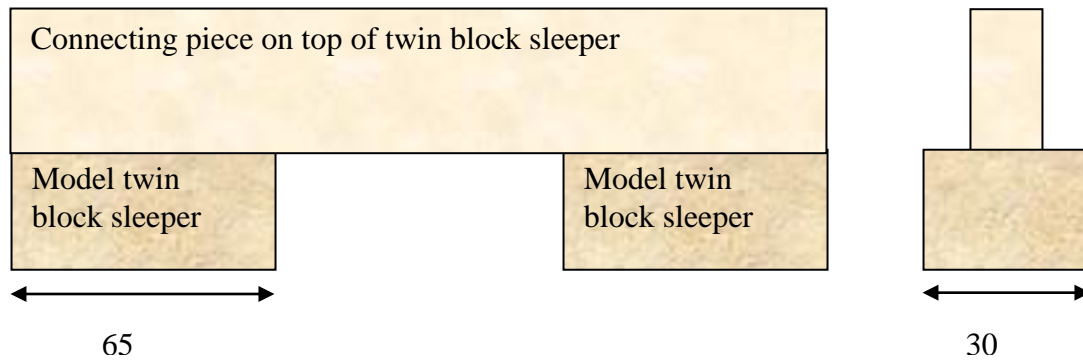 Connecting piece on top of twin block sleeper
Model twin
block sleeper
Model twin
block sleeper
65
30